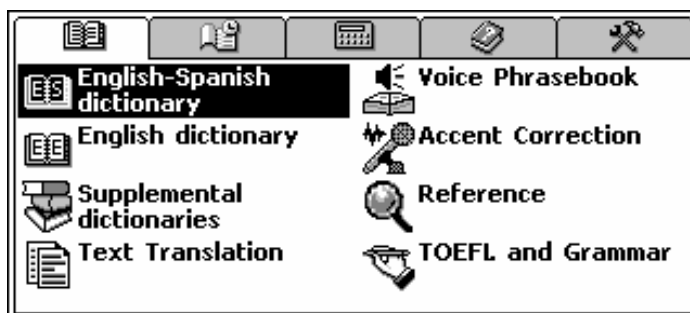 English-Spanish
dictionary
English dictionary
Supplemental
dictionaries
Text Translation
Voice Phrasebook
Accent Correction
Reference
TOEFL and Grammar